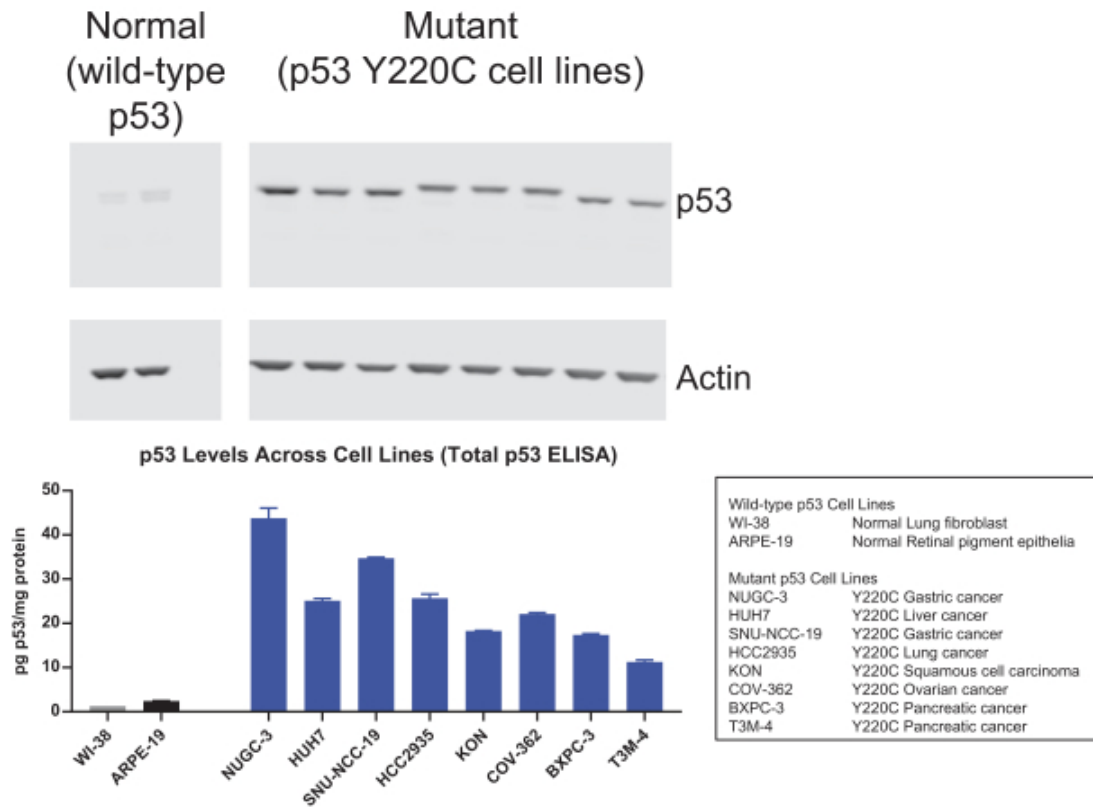 Normal
(wild-type
p53)
Mutant
(p53 Y220C cell lines)
p53
Actin
p53 Levels Across Cell Lines (Total p53 ELISA)
pg p53/mg protein
50
40
30
20
10
0
WI-38
ARPE-19
NUGC-3
HUH7
SNU-NCC-19
HCC2935
KON
COV-362
BXPC-3
T3M-4
Wild-type p53 Cell Lines
WI-38 Normal Lung fibroblast
ARPE-19 Normal Retinal pigment epithelia
Mutant p53 Cell Lines
NUGC-3 Y220C Gastric cancer
HUH7 Y220C Liver cancer
SNU-NCC-19 Y220C Gastric cancer
HCC2935 Y220C Lung cancer
KON Y220C Squamous cell carcinoma
COV-362 Y220C Ovarian cancer
BXPC-3 Y220C Pancreatic cancer
T3M-4 Y220C Pancreatic cancer